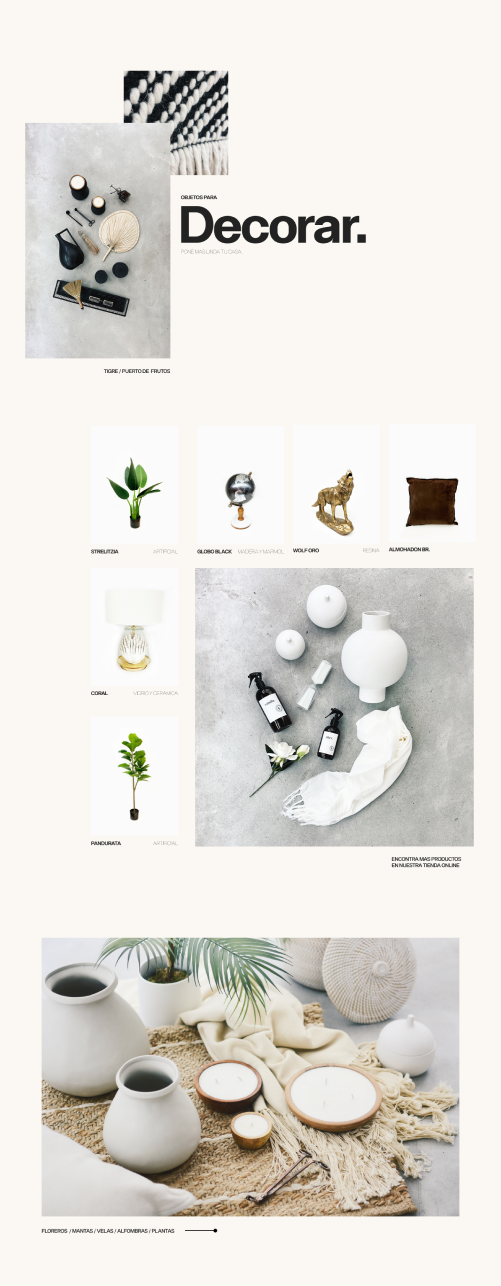 OBJETOS PARA
Decorar.
PONÉ MAS LINDA TU CASA.
TIGRE / PUERTO DE FRUTOS
STRELITZIA ARTIFICIAL
GLOBO BLACK MADERA Y MARMOL
WOLF ORO RESINA
ALMOHADON BR.
CORAL VIDRIO Y CERAMICA
PANDURATA ARTIFICIAL
ENCONTRA MAS PRODUCTOS
EN NUESTRA TIENDA ONLINE
FLOREROS / MANTAS / VELAS / ALFOMBRAS / PLANTAS